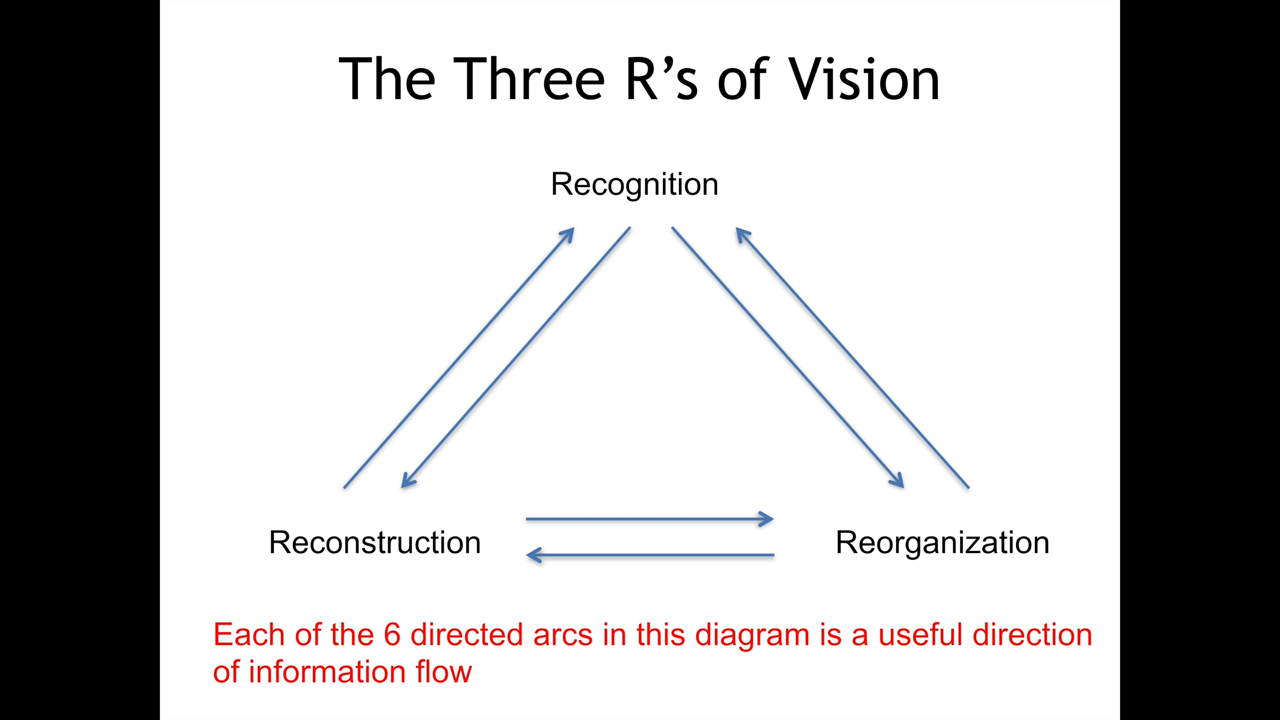 The Three R’s of Vision
Recognition
Reconstruction
Reorganization
Each of the 6 directed arcs in this diagram is a useful direction
of information flow